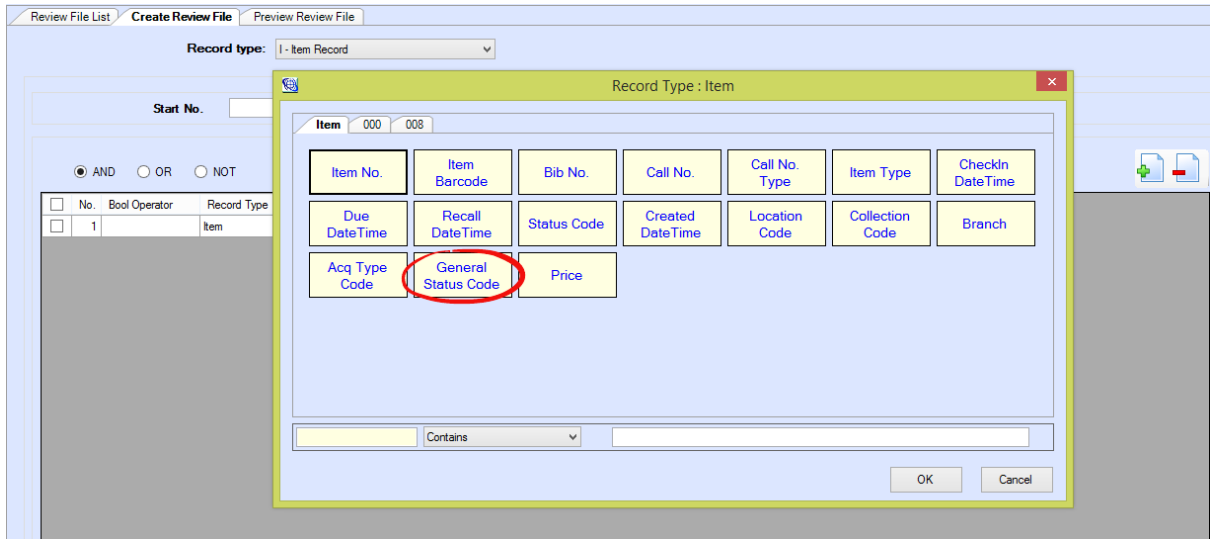 Review File List Create Review File Preview Review File
Record type: I - Item Record
Record Type : Item
Start No.
Item 000 008
AND OR NOT
Item No. Item Barcode Bib No. Call No. Call No. Type Item Type CheckIn DateTime
No. Bool Operator Record Type
1 Item
Due DateTime Recall DateTime Status Code Created DateTime Location Code Collection Code Branch
Acq Type Code General Status Code Price
Contains
OK Cancel